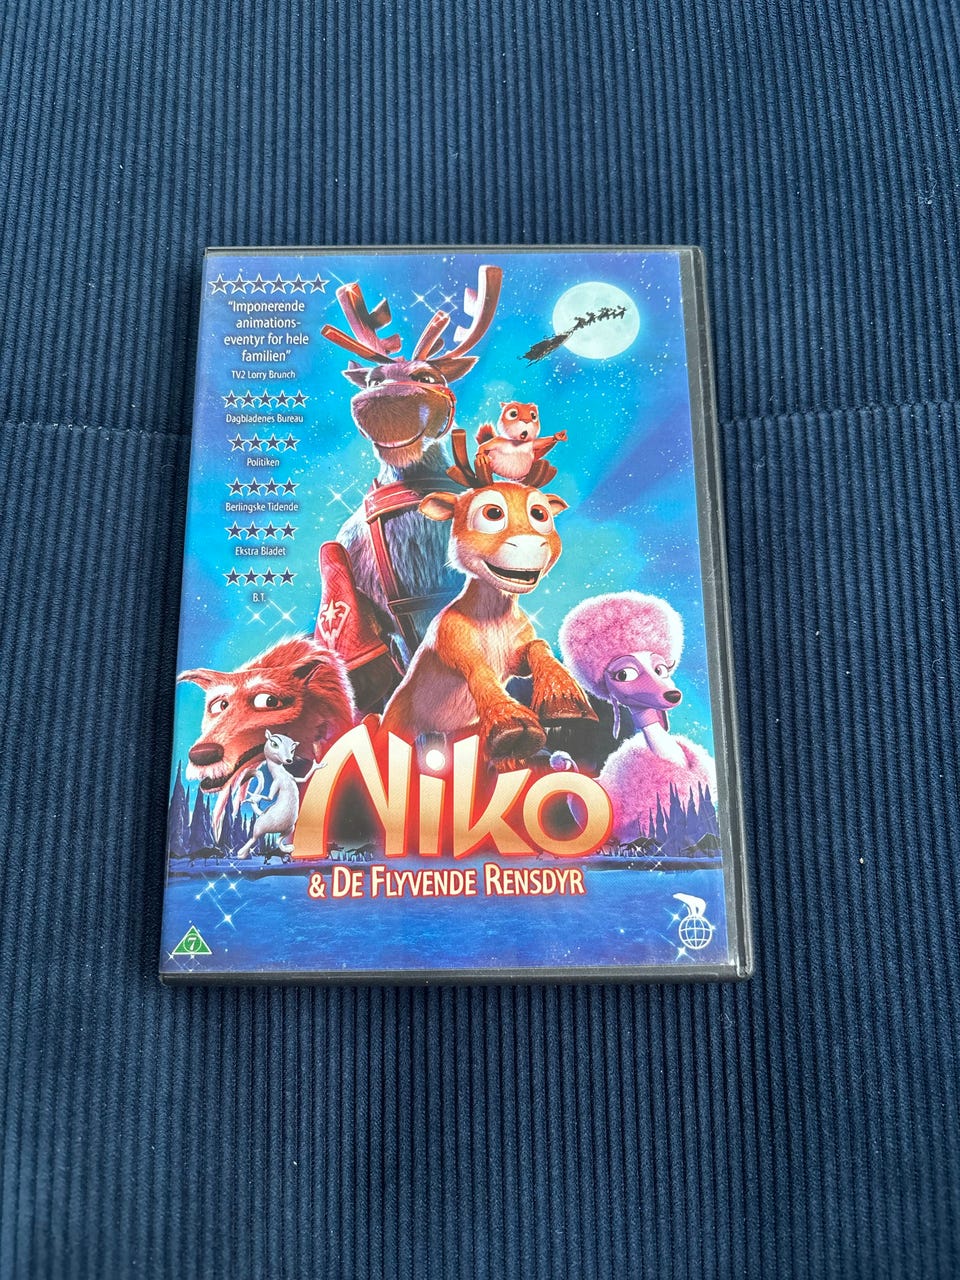 “Imponerende
animations-
eventyr for hele
familien”
TV2 Lorry Brunch
Dagbladenes Bureau
Politiken
Berlingske Tidende
Ekstra Bladet
B.T.
Niko
& De Flyvende Rensdyr
7